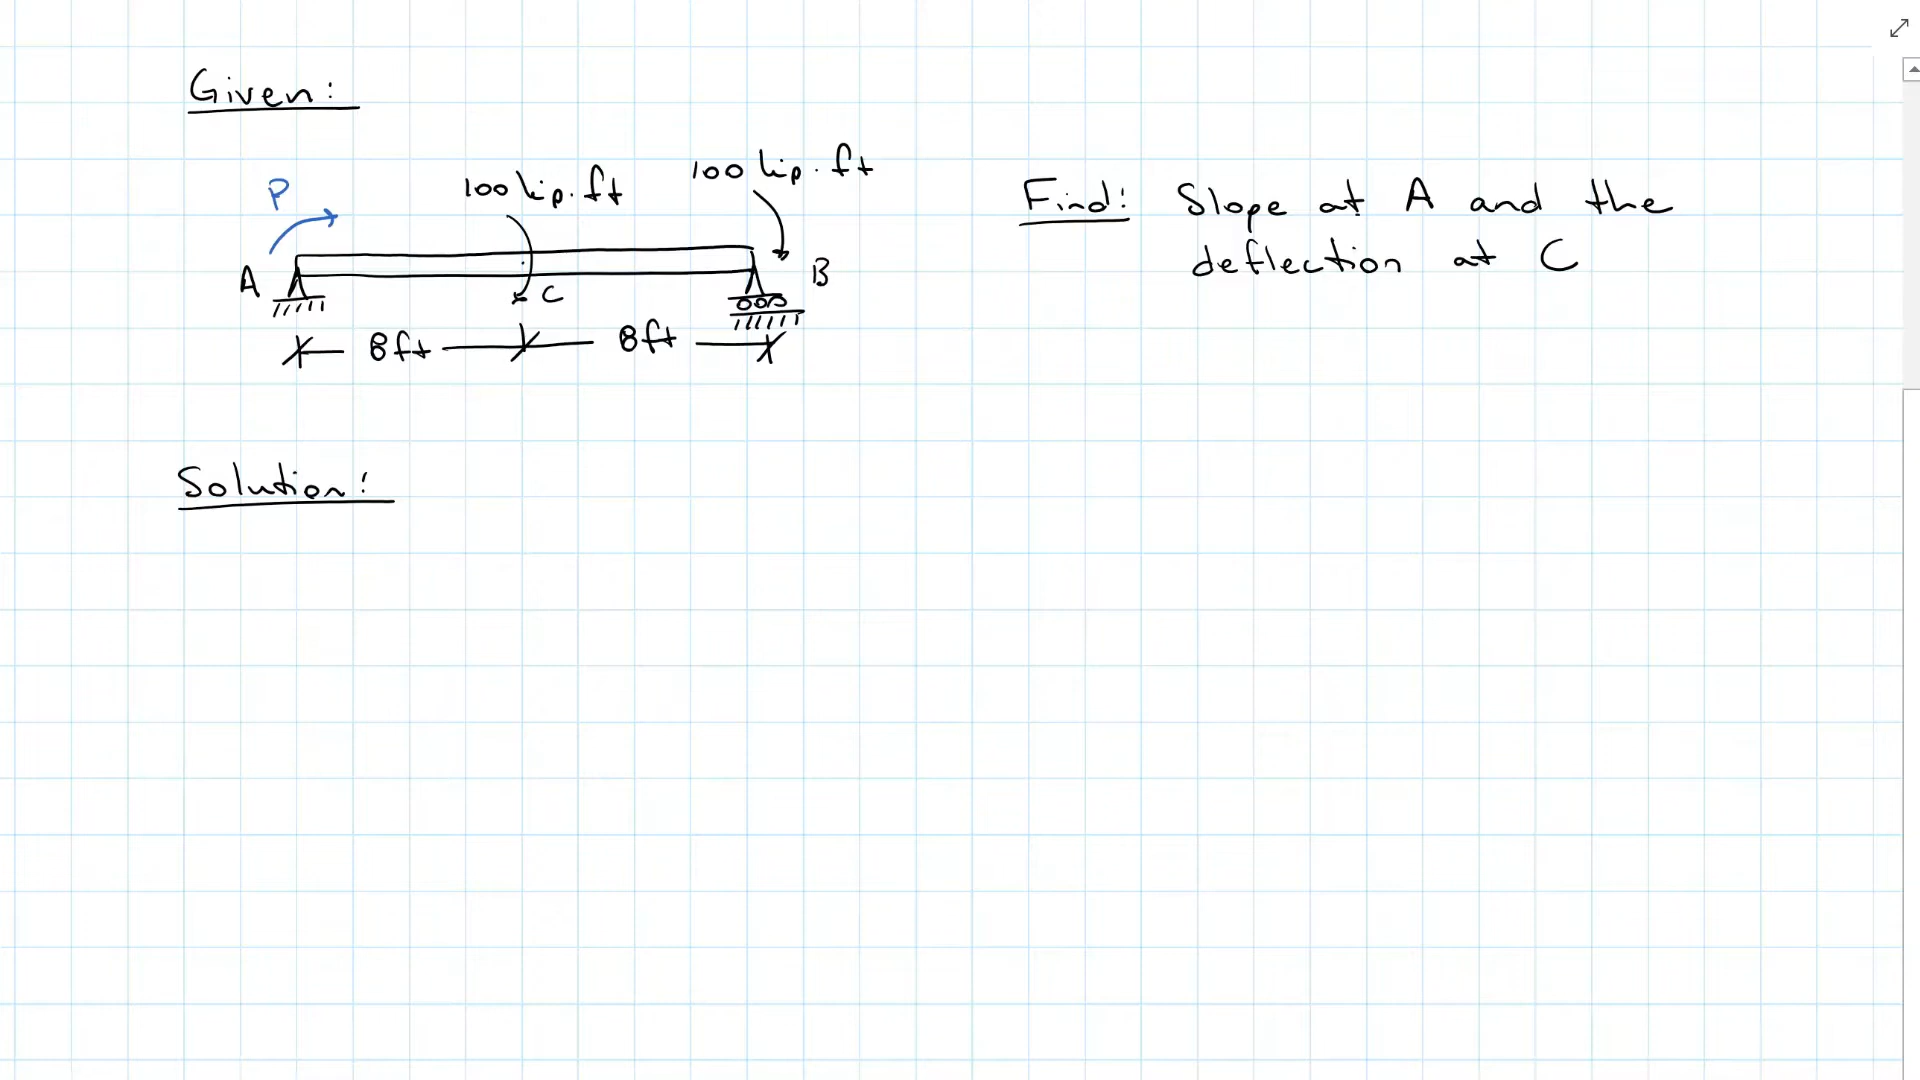 Given:
P
100 kip·ft
100 kip·ft
A
C
B
8ft
8ft
Find: Slope at A and the
deflection at C
Solution: